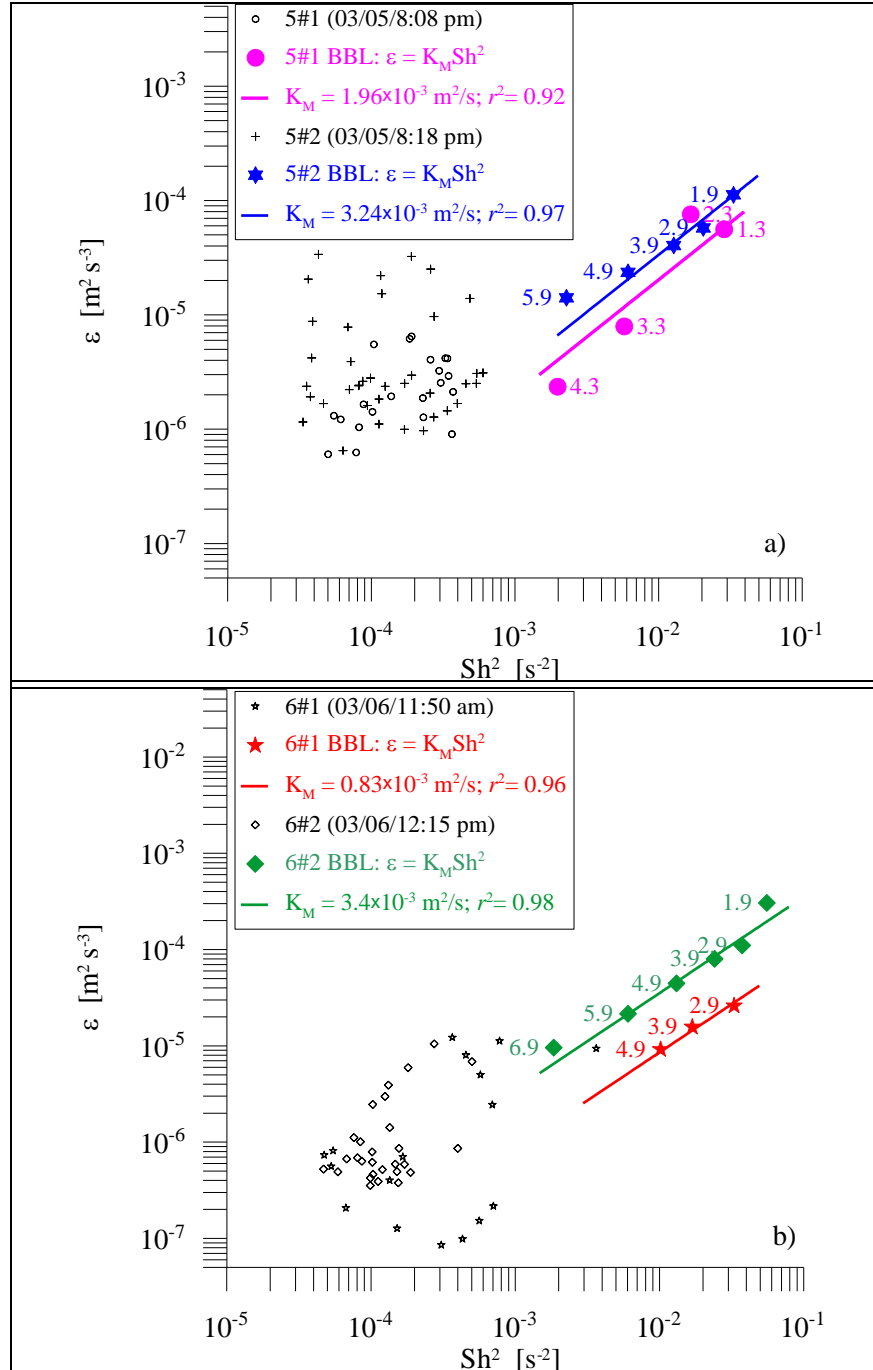 5#1 (03/05/8:08 pm)
5#1 BBL: ε = K_MSh²
K_M = 1.96×10⁻³ m²/s; r²= 0.92
5#2 (03/05/8:18 pm)
5#2 BBL: ε = K_MSh²
K_M = 3.24×10⁻³ m²/s; r²= 0.97
10⁻³
10⁻⁴
10⁻⁵
10⁻⁶
10⁻⁷
ε [m² s⁻³]
1.9
2.3
2.9
1.3
3.9
4.9
5.9
3.3
4.3
a)
10⁻⁵ 10⁻⁴ 10⁻³ 10⁻² 10⁻¹
Sh² [s⁻²]
6#1 (03/06/11:50 am)
6#1 BBL: ε = K_MSh²
K_M = 0.83×10⁻³ m²/s; r²= 0.96
6#2 (03/06/12:15 pm)
6#2 BBL: ε = K_MSh²
K_M = 3.4×10⁻³ m²/s; r²= 0.98
10⁻²
10⁻³
10⁻⁴
10⁻⁵
10⁻⁶
10⁻⁷
ε [m² s⁻³]
1.9
2.9
3.9
4.9
5.9
6.9
2.9
3.9
4.9
b)
10⁻⁵ 10⁻⁴ 10⁻³ 10⁻² 10⁻¹
Sh² [s⁻²]